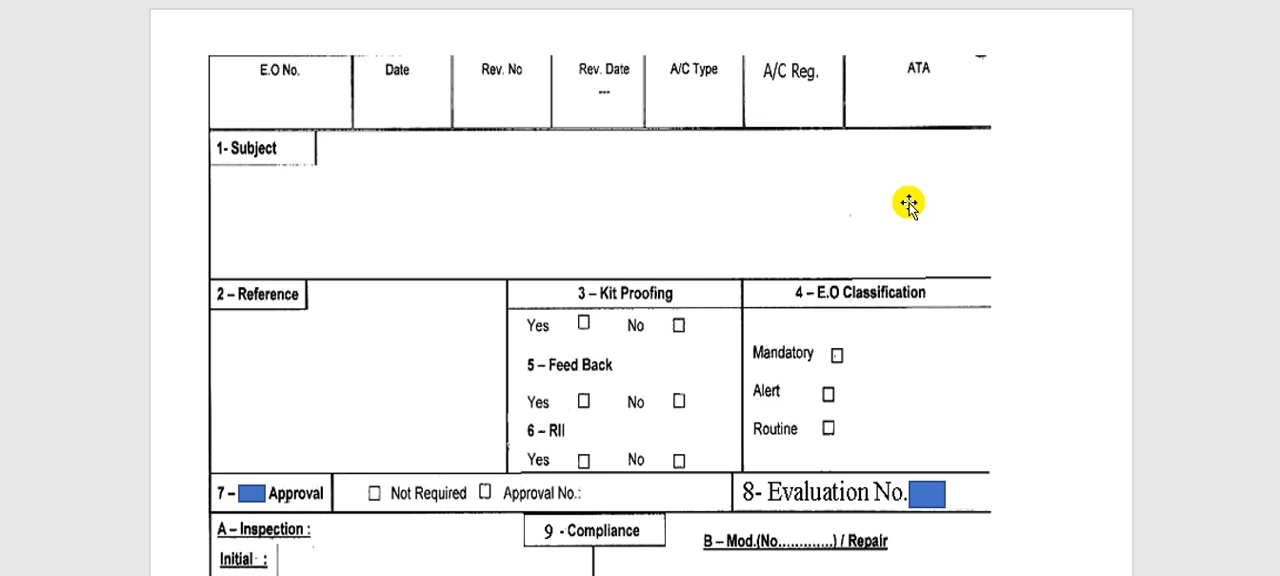 E.O No. Date Rev. No Rev. Date A/C Type A/C Reg. ATA
---
1- Subject
2 – Reference 3 – Kit Proofing 4 – E.O Classification
Yes No
Mandatory
5 – Feed Back
Alert
Yes No
6 – RII Routine
Yes No
7 – Approval Not Required Approval No.: 8- Evaluation No.
A – Inspection : 9 - Compliance B – Mod.(No.............) / Repair
Initial :